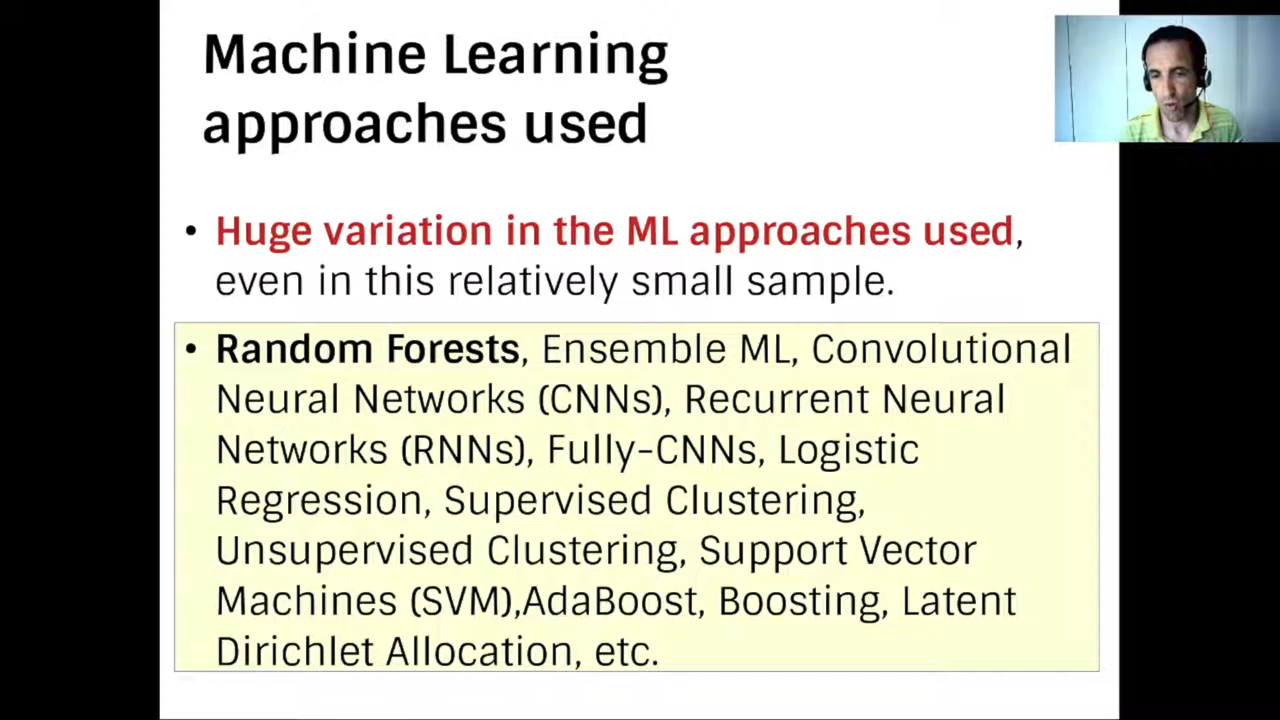 Machine Learning
approaches used
• Huge variation in the ML approaches used,
even in this relatively small sample.
• Random Forests, Ensemble ML, Convolutional
Neural Networks (CNNs), Recurrent Neural
Networks (RNNs), Fully-CNNs, Logistic
Regression, Supervised Clustering,
Unsupervised Clustering, Support Vector
Machines (SVM),AdaBoost, Boosting, Latent
Dirichlet Allocation, etc.